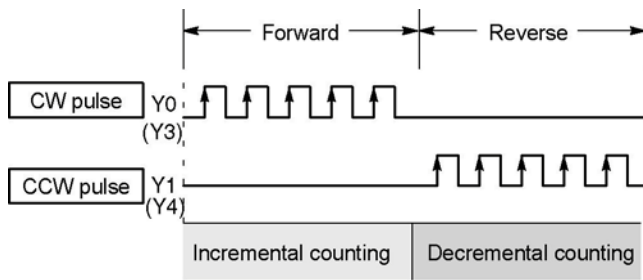 Forward Reverse
CW pulse Y0
(Y3)
CCW pulse Y1
(Y4)
Incremental counting Decremental counting